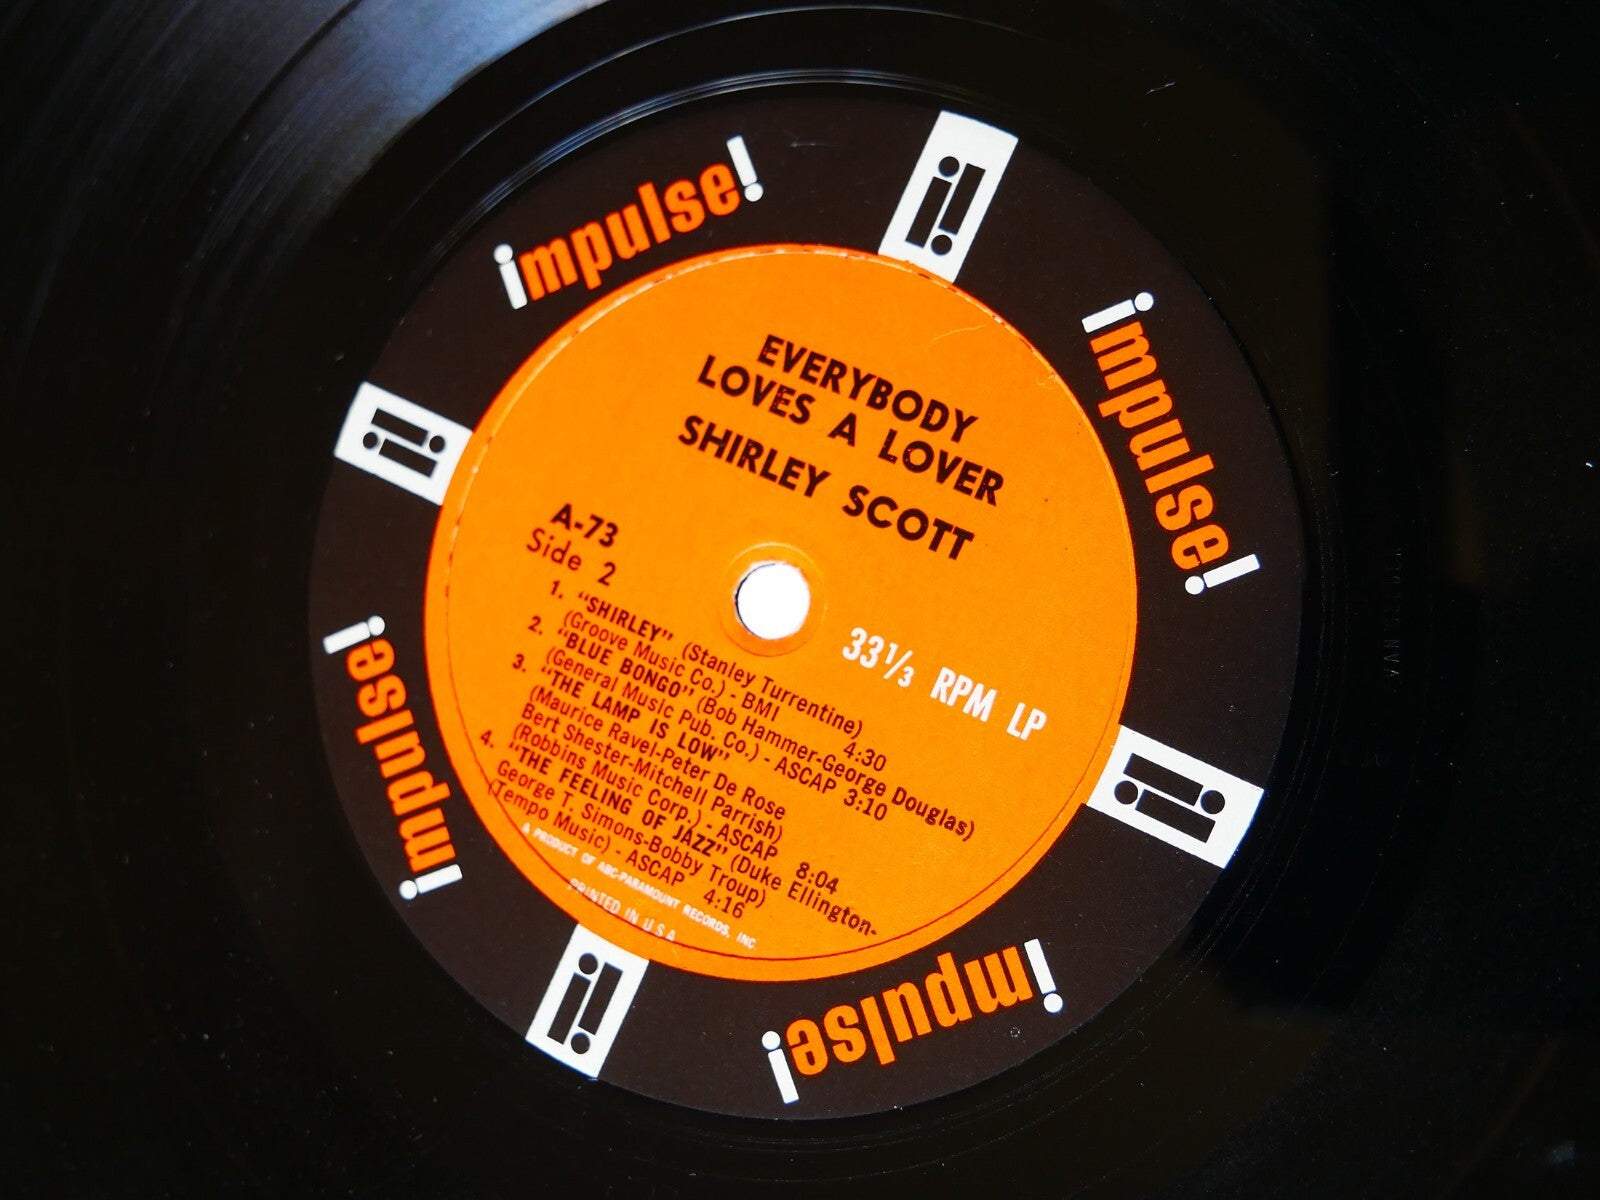 impulse!
impulse!
impulse!
impulse!
EVERYBODY
LOVES A LOVER
SHIRLEY SCOTT
A-73
Side 2
33 1/3 RPM LP
1. "SHIRLEY" (Stanley Turrentine)
(Groove Music Co.) - BMI 4:30
2. "BLUE BONGO" (Bob Hammer-George Douglas)
(General Music Pub. Co.) - ASCAP 3:10
3. "THE LAMP IS LOW"
(Maurice Ravel-Peter De Rose
Bert Shester-Mitchell Parrish)
(Robbins Music Corp.) - ASCAP 8:04
4. "THE FEELING OF JAZZ" (Duke Ellington-
George T. Simons-Bobby Troup)
(Tempo Music) - ASCAP 4:16
A PRODUCT OF ABC-PARAMOUNT RECORDS, INC
PRINTED IN U.S.A.
VAN GELDER